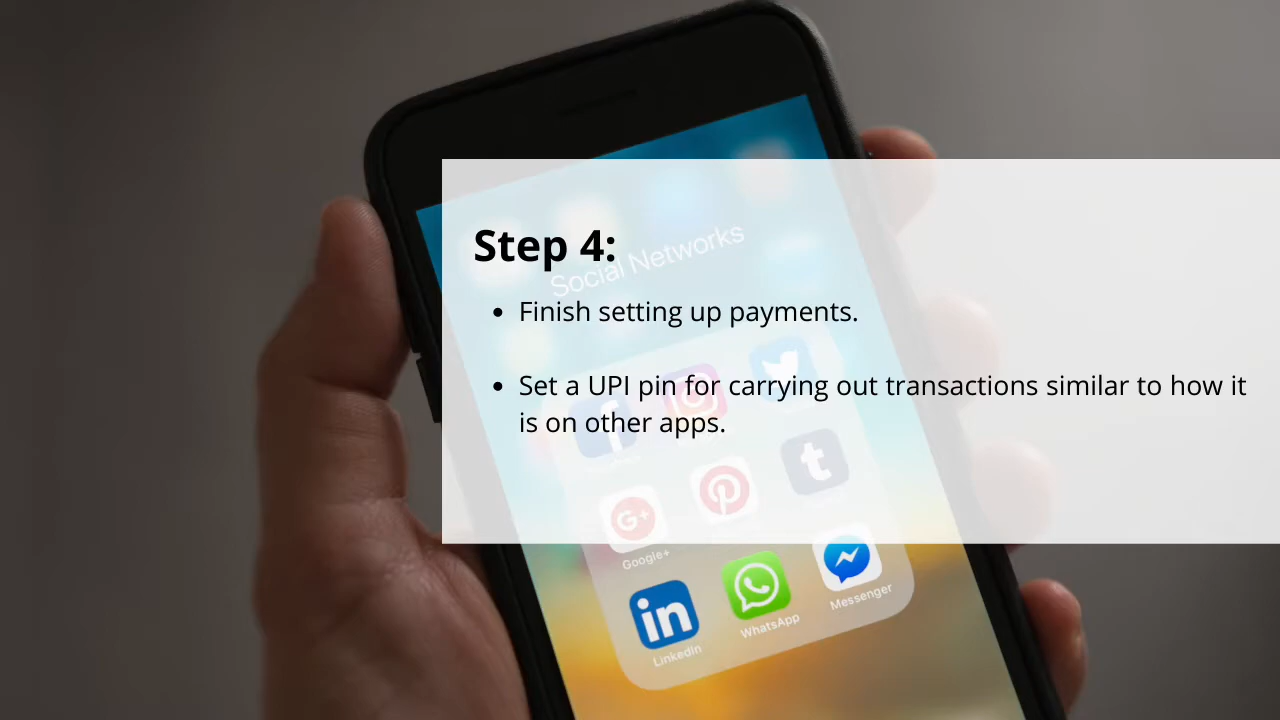 Step 4:
Social Networks
• Finish setting up payments.
• Set a UPI pin for carrying out transactions similar to how it
is on other apps.
Google+
Messenger
WhatsApp
LinkedIn